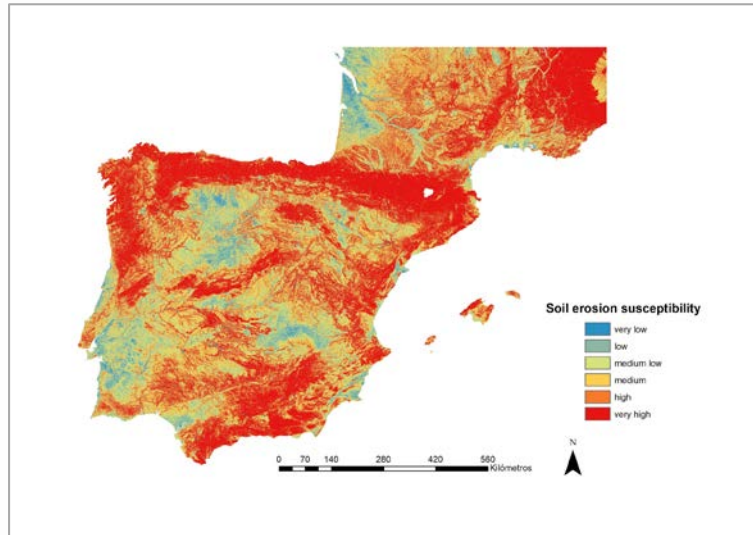 Soil erosion susceptibility
very low
low
medium low
medium
high
very high
N
0 70 140 280 420 560
Kilómetros